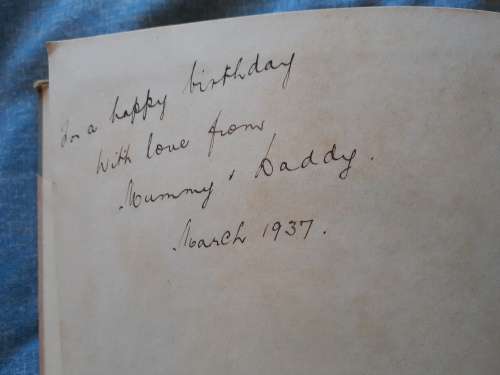 For a happy birthday
with love from
Mummy & Daddy.
March 1937.